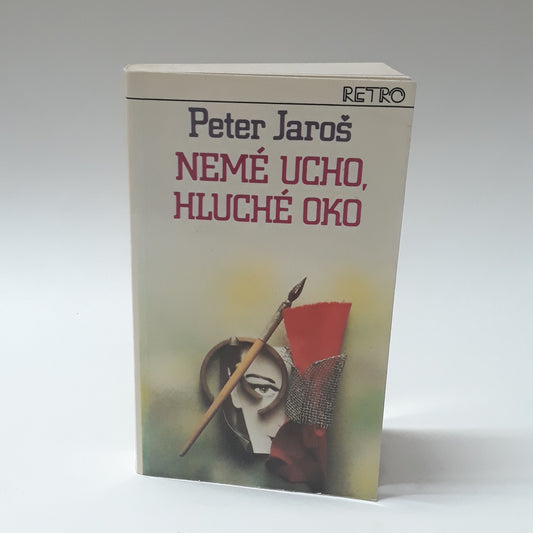 RETRO
Peter Jaroš
NEMÉ UCHO,
HLUCHÉ OKO